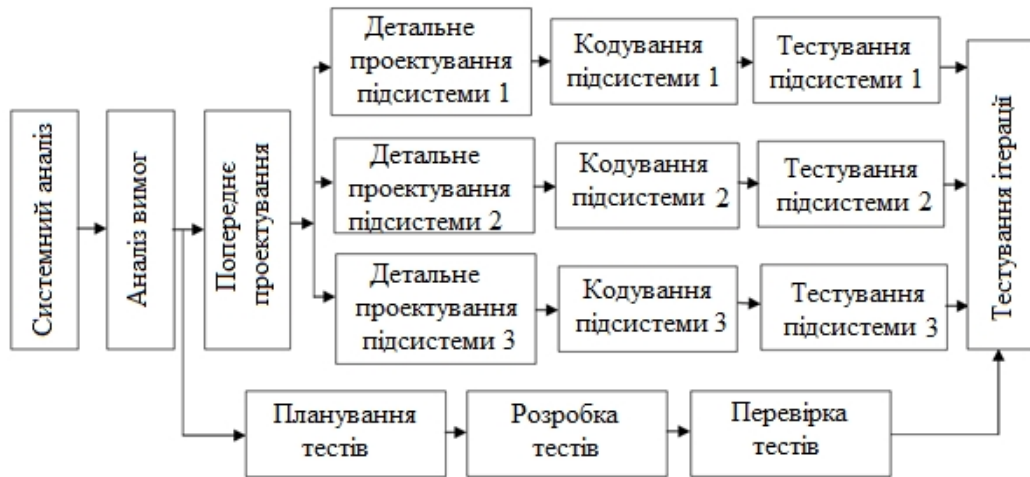 Системний аналіз
Аналіз вимог
Попереднє
проектування
Детальне
проектування
підсистеми 1
Кодування
підсистеми 1
Тестування
підсистеми 1
Детальне
проектування
підсистеми 2
Кодування
підсистеми 2
Тестування
підсистеми 2
Детальне
проектування
підсистеми 3
Кодування
підсистеми 3
Тестування
підсистеми 3
Тестування ітерації
Планування
тестів
Розробка
тестів
Перевірка
тестів